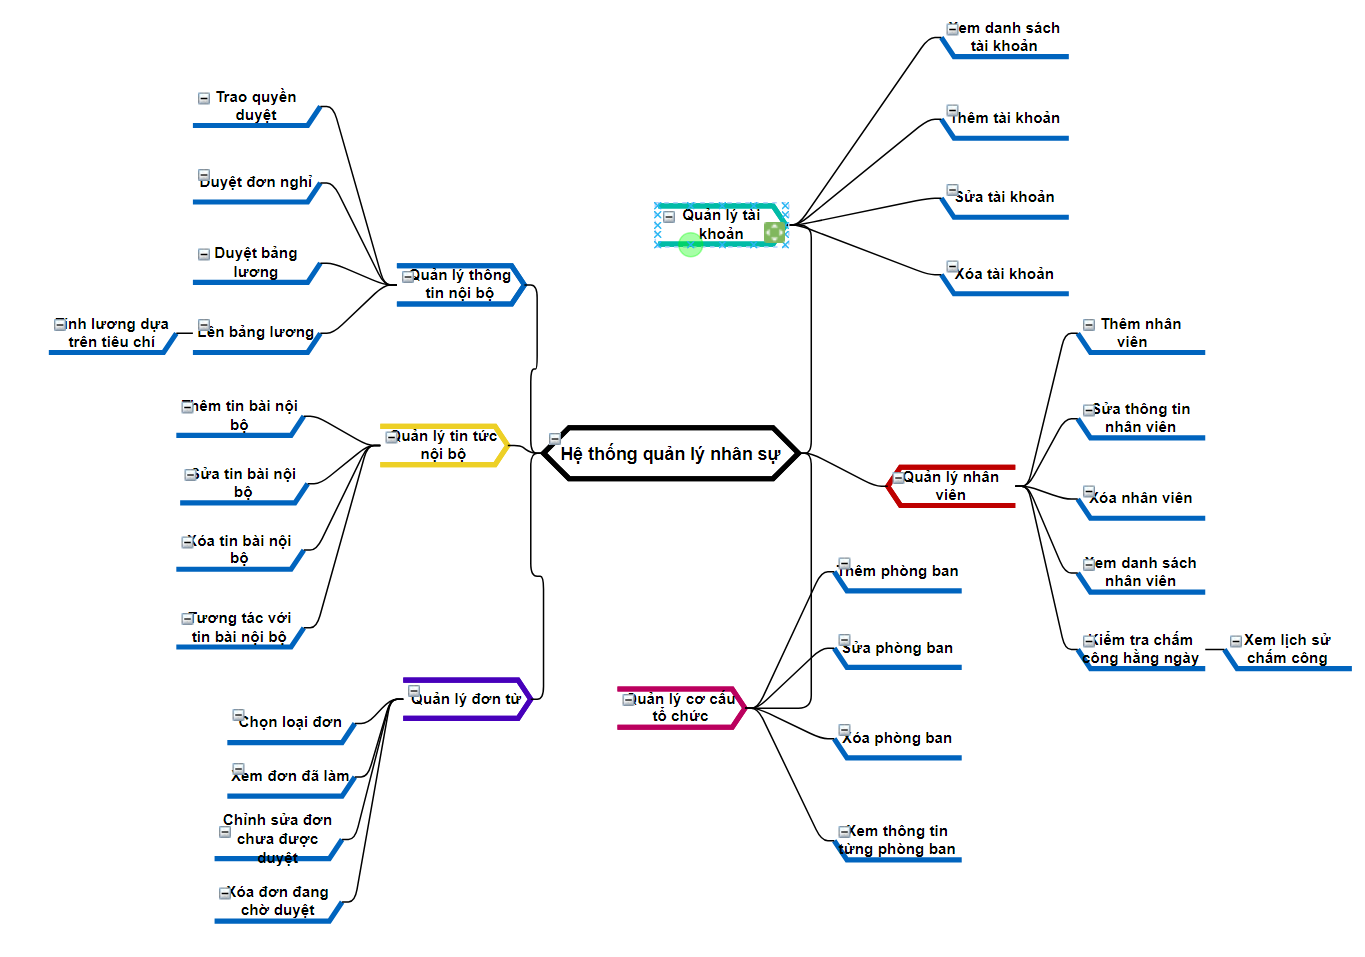 Trao quyền
duyệt
Duyệt đơn nghỉ
Duyệt bảng
lương
Lên bảng lương
Tính lương dựa
trên tiêu chí
Quản lý thông
tin nội bộ
Thêm tin bài nội
bộ
Sửa tin bài nội
bộ
Xóa tin bài nội
bộ
Tương tác với
tin bài nội bộ
Quản lý tin tức
nội bộ
Chọn loại đơn
Xem đơn đã làm
Chỉnh sửa đơn
chưa được
duyệt
Xóa đơn đang
chờ duyệt
Quản lý đơn từ
Hệ thống quản lý nhân sự
Quản lý tài
khoản
Xem danh sách
tài khoản
Thêm tài khoản
Sửa tài khoản
Xóa tài khoản
Quản lý nhân
viên
Thêm nhân
viên
Sửa thông tin
nhân viên
Xóa nhân viên
Xem danh sách
nhân viên
Kiểm tra chấm
công hằng ngày
Xem lịch sử
chấm công
Quản lý cơ cấu
tổ chức
Thêm phòng ban
Sửa phòng ban
Xóa phòng ban
Xem thông tin
từng phòng ban